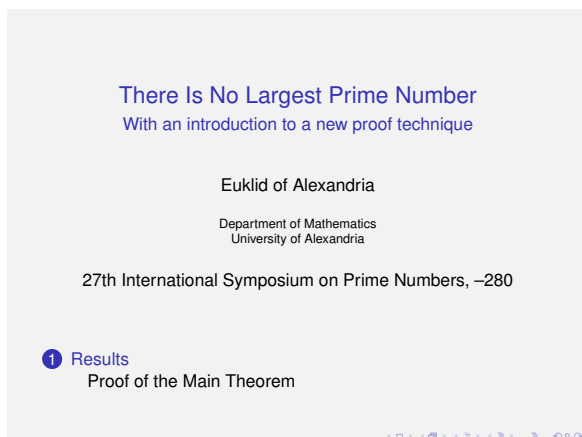 There Is No Largest Prime Number
With an introduction to a new proof technique
Euklid of Alexandria
Department of Mathematics
University of Alexandria
27th International Symposium on Prime Numbers, –280
1 Results
Proof of the Main Theorem